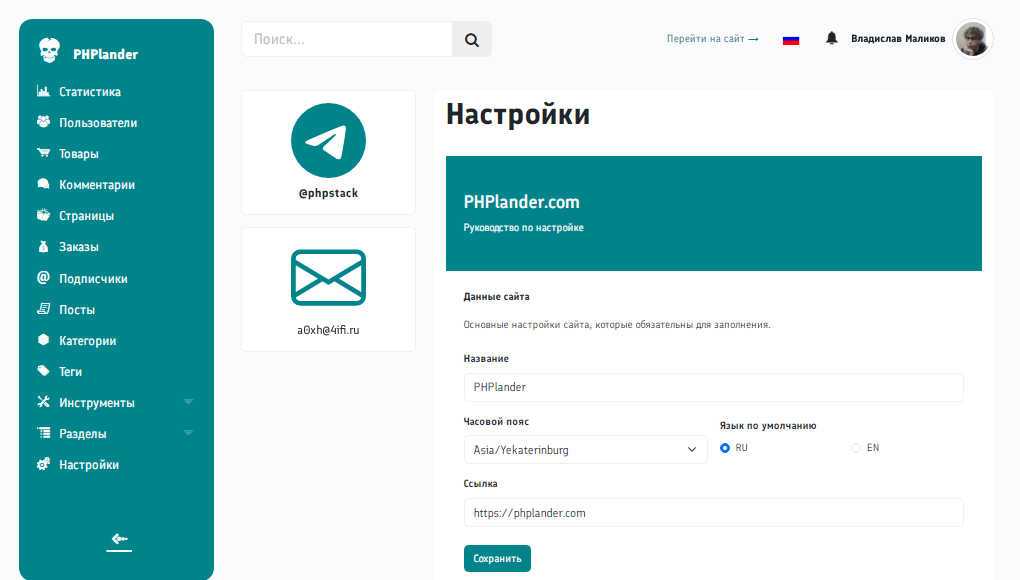 PHPlander
Статистика
Пользователи
Товары
Комментарии
Страницы
Заказы
Подписчики
Посты
Категории
Теги
Инструменты
Разделы
Настройки
Поиск...
Перейти на сайт →
Владислав Маликов
@phpstack
a0xh@4ifi.ru
Настройки
PHPlander.com
Руководство по настройке
Данные сайта
Основные настройки сайта, которые обязательны для заполнения.
Название
PHPlander
Часовой пояс
Asia/Yekaterinburg
Язык по умолчанию
RU
EN
Ссылка
https://phplander.com
Сохранить